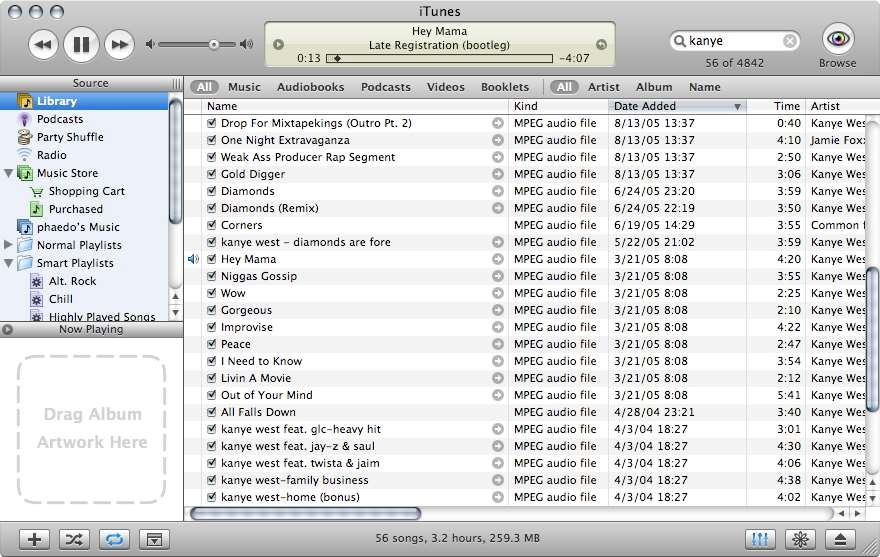 iTunes
Hey Mama
Late Registration (bootleg)
0:13 -4:07
kanye
56 of 4842
Browse
Source
Library
Podcasts
Party Shuffle
Radio
Music Store
Shopping Cart
Purchased
phaedo's Music
Normal Playlists
Smart Playlists
Alt. Rock
Chill
Highly Played Songs
Now Playing
Drag Album
Artwork Here
All Music Audiobooks Podcasts Videos Booklets All Artist Album Name
Name Kind Date Added Time Artist
Drop For Mixtapekings (Outro Pt. 2) MPEG audio file 8/13/05 13:37 0:40 Kanye Wes
One Night Extravaganza MPEG audio file 8/13/05 13:37 4:10 Jamie Fox
Weak Ass Producer Rap Segment MPEG audio file 8/13/05 13:37 2:50 Kanye Wes
Gold Digger MPEG audio file 8/13/05 13:37 3:06 Kanye Wes
Diamonds MPEG audio file 6/24/05 23:20 3:59 Kanye Wes
Diamonds (Remix) MPEG audio file 6/24/05 22:19 3:50 Kanye Wes
Corners MPEG audio file 6/19/05 14:29 3:55 Common f
kanye west - diamonds are fore MPEG audio file 5/22/05 21:02 3:59 Kanye Wes
Hey Mama MPEG audio file 3/21/05 8:08 4:20 Kanye Wes
Niggas Gossip MPEG audio file 3/21/05 8:08 3:55 Kanye Wes
Wow MPEG audio file 3/21/05 8:08 2:25 Kanye Wes
Gorgeous MPEG audio file 3/21/05 8:08 2:10 Kanye Wes
Improvise MPEG audio file 3/21/05 8:08 4:22 Kanye Wes
Peace MPEG audio file 3/21/05 8:08 2:47 Kanye Wes
I Need to Know MPEG audio file 3/21/05 8:08 3:54 Kanye Wes
Livin A Movie MPEG audio file 3/21/05 8:08 2:12 Kanye Wes
Out of Your Mind MPEG audio file 3/21/05 8:08 5:41 Kanye Wes
All Falls Down MPEG audio file 4/28/04 23:21 3:40 Kanye Wes
kanye west feat. glc-heavy hit MPEG audio file 4/3/04 18:27 3:01 Kanye Wes
kanye west feat. jay-z & saul MPEG audio file 4/3/04 18:27 4:30 Kanye Wes
kanye west feat. twista & jaim MPEG audio file 4/3/04 18:27 4:06 Kanye Wes
kanye west-family business MPEG audio file 4/3/04 18:27 4:38 Kanye Wes
kanye west-home (bonus) MPEG audio file 4/3/04 18:27 4:02 Kanye Wes
56 songs, 3.2 hours, 259.3 MB